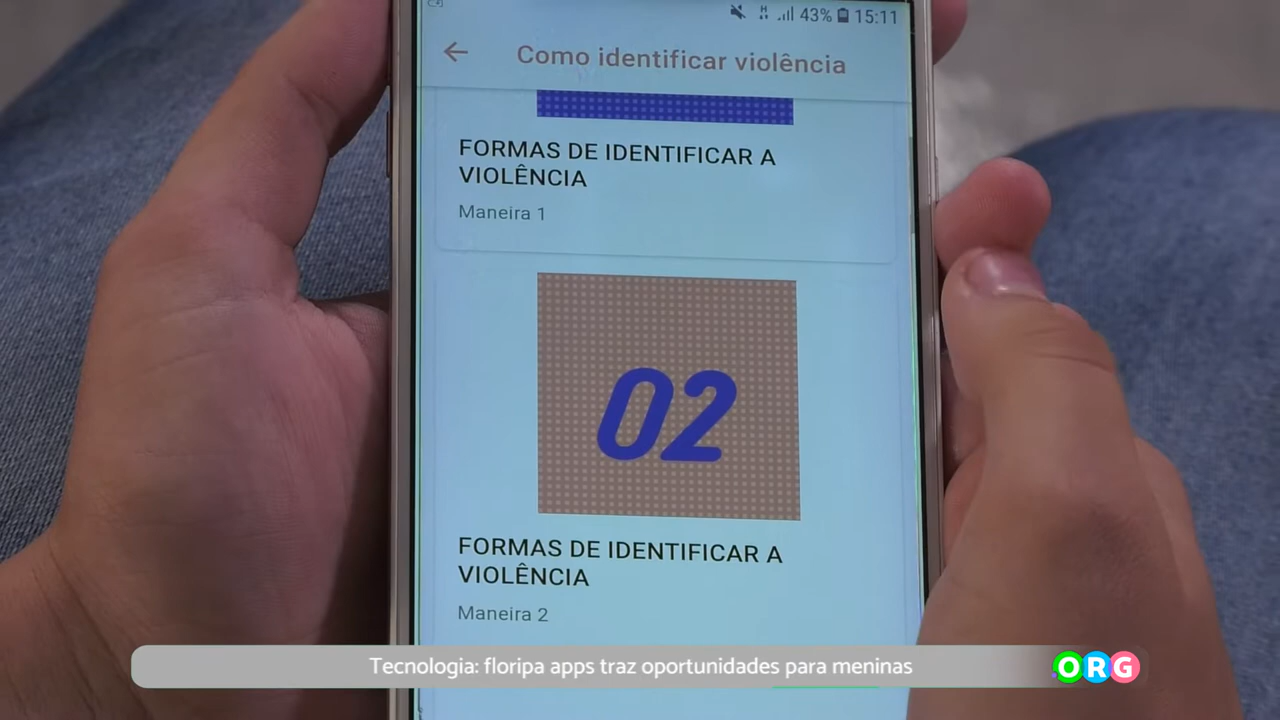 43% 15:11
Como identificar violência
FORMAS DE IDENTIFICAR A
VIOLÊNCIA
Maneira 1
02
FORMAS DE IDENTIFICAR A
VIOLÊNCIA
Maneira 2
Tecnologia: floripa apps traz oportunidades para meninas
.ORG